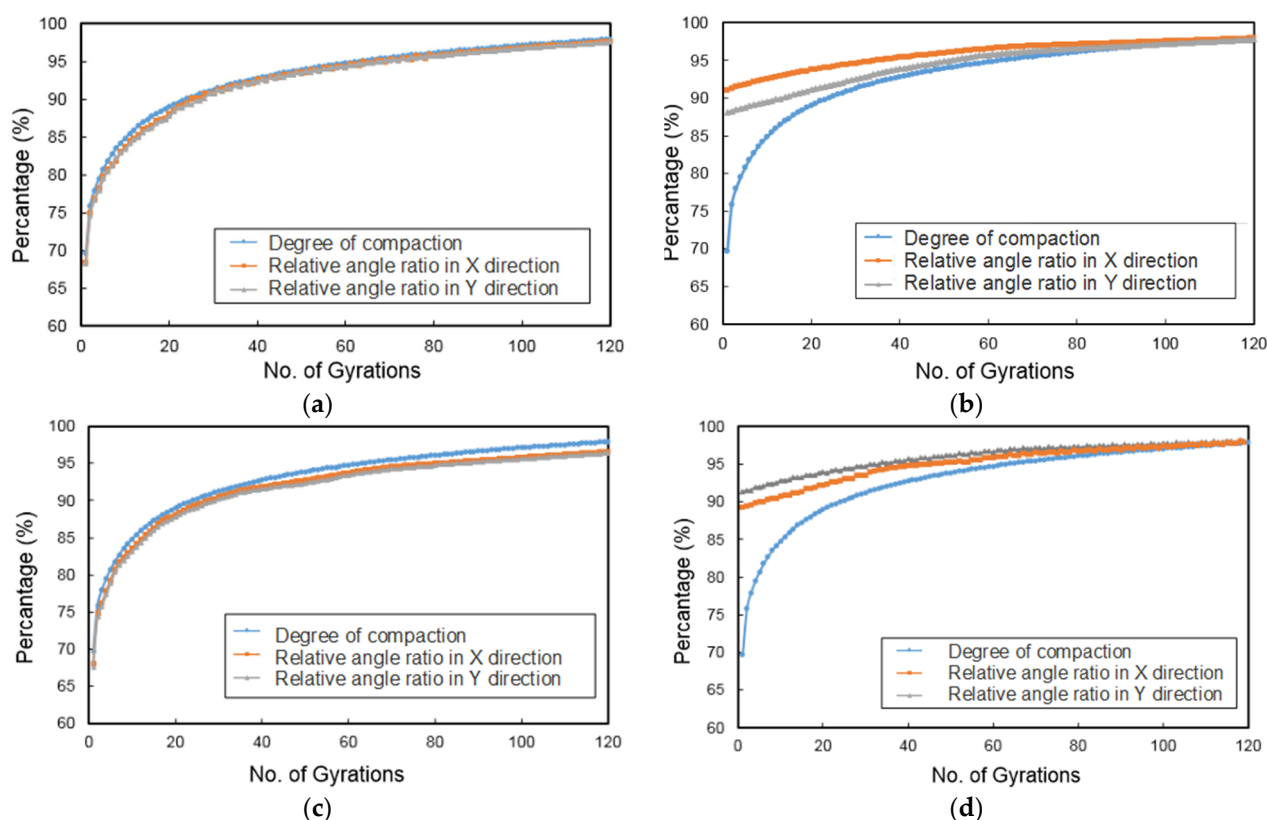 100
95
90
85
80
75
70
65
60
Percantage (%)
Degree of compaction
Relative angle ratio in X direction
Relative angle ratio in Y direction
0 20 40 60 80 100 120
No. of Gyrations
(a)
100
95
90
85
80
75
70
65
60
Percantage (%)
Degree of compaction
Relative angle ratio in X direction
Relative angle ratio in Y direction
0 20 40 60 80 100 120
No. of Gyrations
(b)
100
95
90
85
80
75
70
65
60
Percantage (%)
Degree of compaction
Relative angle ratio in X direction
Relative angle ratio in Y direction
0 20 40 60 80 100 120
No. of Gyrations
(c)
100
95
90
85
80
75
70
65
60
Percantage (%)
Degree of compaction
Relative angle ratio in X direction
Relative angle ratio in Y direction
0 20 40 60 80 100 120
No. of Gyrations
(d)